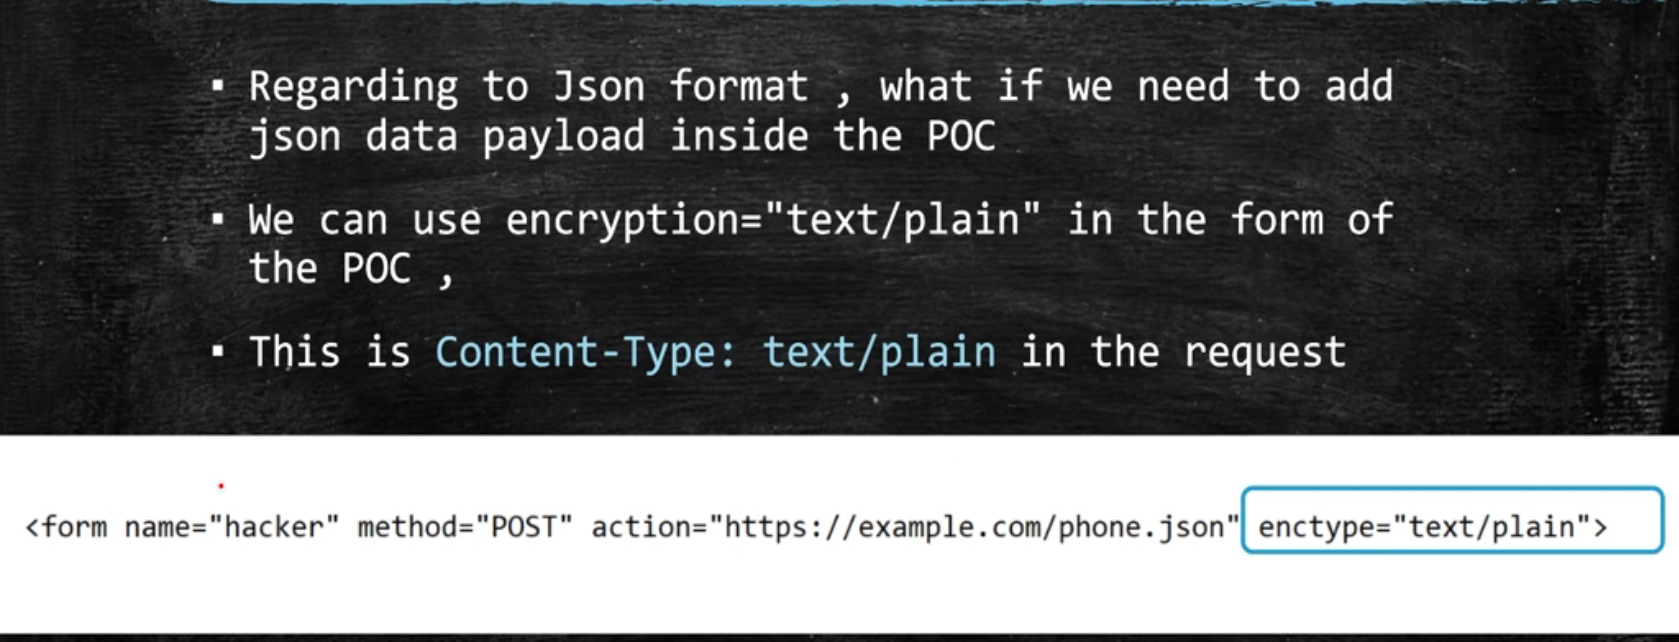 ▪ Regarding to Json format , what if we need to add
json data payload inside the POC
▪ We can use encryption="text/plain" in the form of
the POC ,
▪ This is Content-Type: text/plain in the request
<form name="hacker" method="POST" action="https://example.com/phone.json" enctype="text/plain">